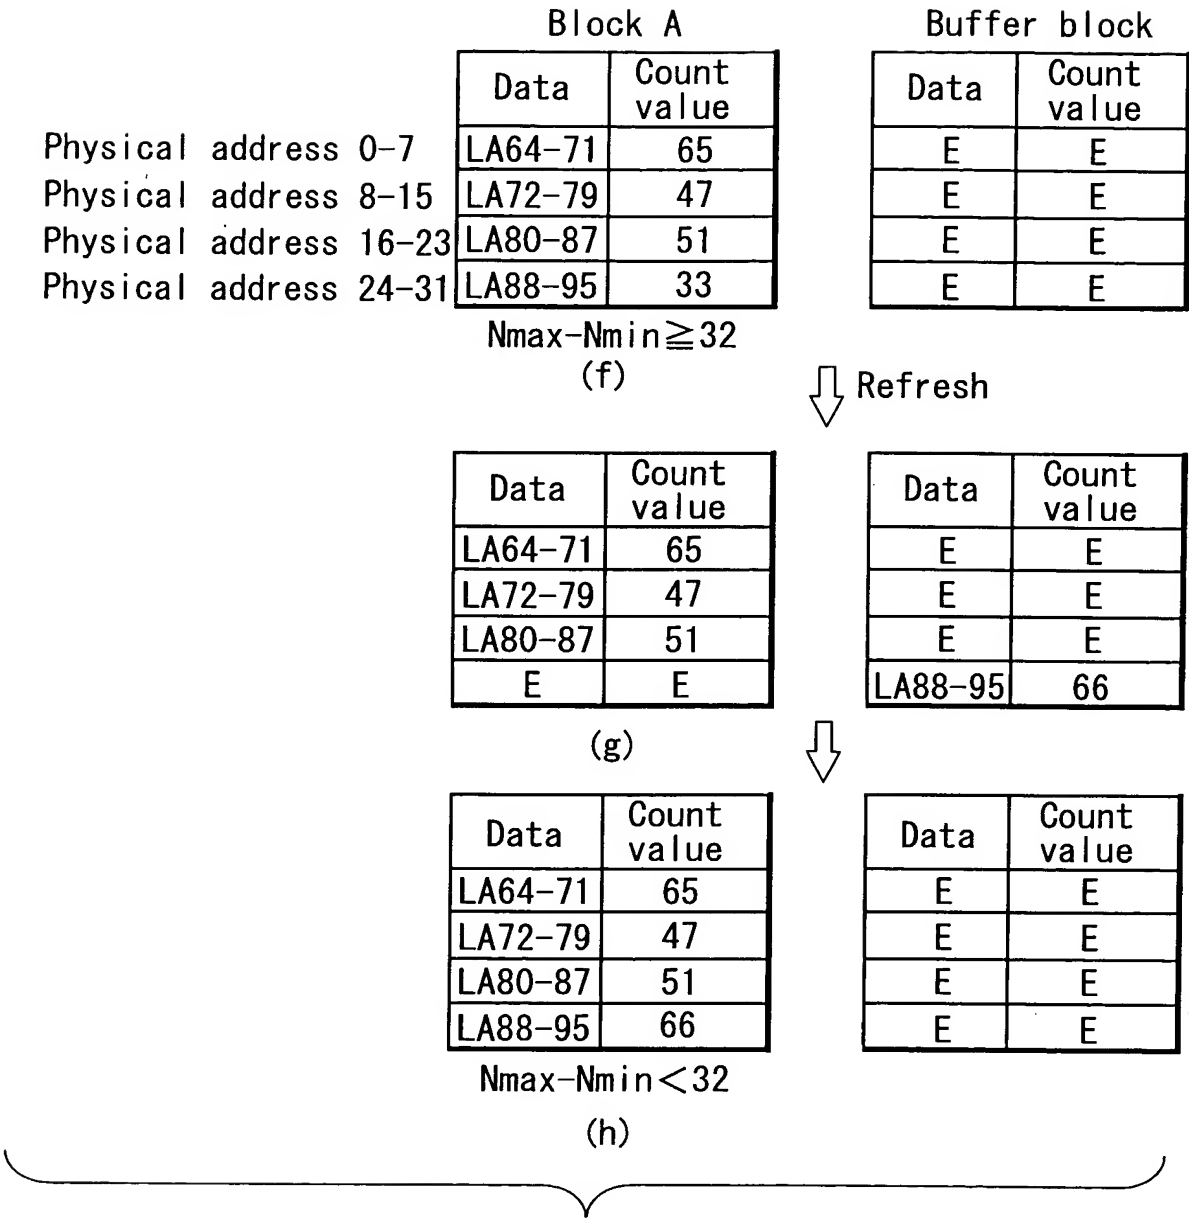 Block A Buffer block
Data Count value Data Count value
Physical address 0-7 LA64-71 65 E E
Physical address 8-15 LA72-79 47 E E
Physical address 16-23 LA80-87 51 E E
Physical address 24-31 LA88-95 33 E E
Nmax-Nmin≧32
(f)
Refresh
Data Count value Data Count value
LA64-71 65 E E
LA72-79 47 E E
LA80-87 51 E E
E E LA88-95 66
(g)
Data Count value Data Count value
LA64-71 65 E E
LA72-79 47 E E
LA80-87 51 E E
LA88-95 66 E E
Nmax-Nmin<32
(h)